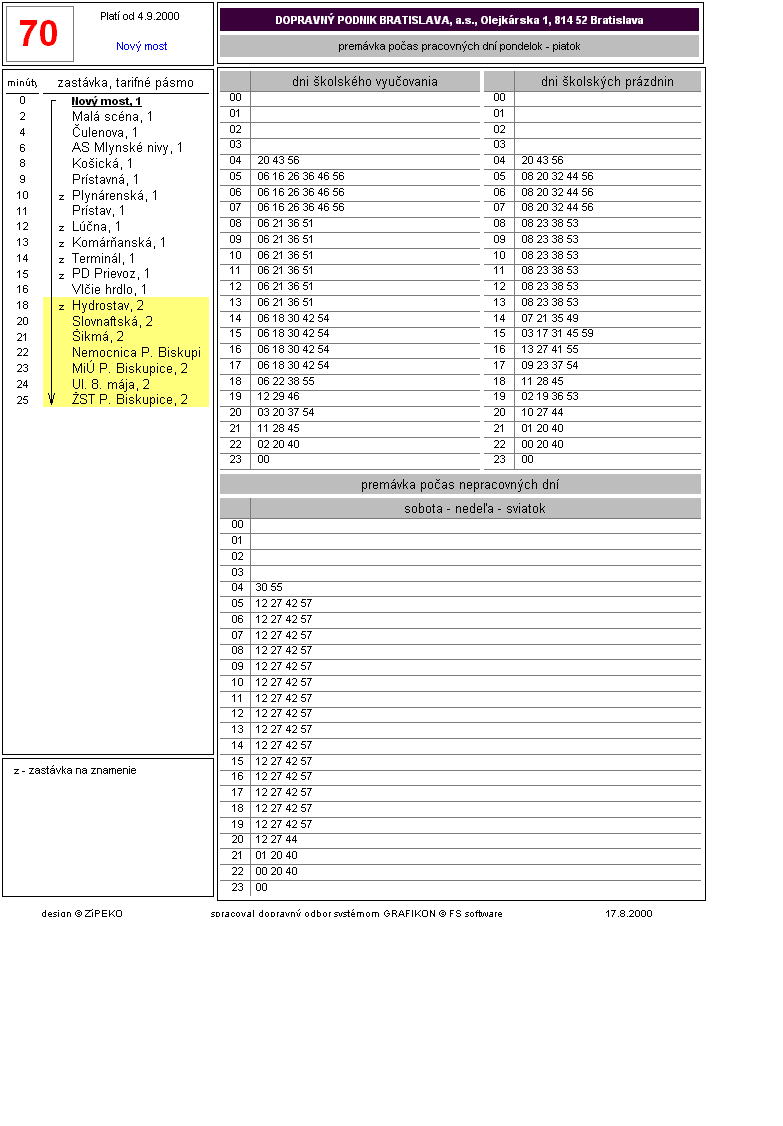 70
Platí od 4.9.2000
Nový most
DOPRAVNÝ PODNIK BRATISLAVA, a.s., Olejkárska 1, 814 52 Bratislava
premávka počas pracovných dní pondelok - piatok
minúty zastávka, tarifné pásmo
0 Nový most, 1
2 Malá scéna, 1
4 Čulenova, 1
6 AS Mlynské nivy, 1
8 Košická, 1
9 Prístavná, 1
10 z Plynárenská, 1
11 Prístav, 1
12 z Lúčna, 1
13 z Komárňanská, 1
14 z Terminál, 1
15 z PD Prievoz, 1
16 Vlčie hrdlo, 1
18 z Hydrostav, 2
20 Slovnaftská, 2
21 Šikmá, 2
22 Nemocnica P. Biskupi
23 MiÚ P. Biskupice, 2
24 Ul. 8. mája, 2
25 ŽST P. Biskupice, 2
z - zastávka na znamenie
dni školského vyučovania
00
01
02
03
04 20 43 56
05 06 16 26 36 46 56
06 06 16 26 36 46 56
07 06 16 26 36 46 56
08 06 21 36 51
09 06 21 36 51
10 06 21 36 51
11 06 21 36 51
12 06 21 36 51
13 06 21 36 51
14 06 18 30 42 54
15 06 18 30 42 54
16 06 18 30 42 54
17 06 18 30 42 54
18 06 22 38 55
19 12 29 46
20 03 20 37 54
21 11 28 45
22 02 20 40
23 00
dni školských prázdnin
00
01
02
03
04 20 43 56
05 08 20 32 44 56
06 08 20 32 44 56
07 08 20 32 44 56
08 08 23 38 53
09 08 23 38 53
10 08 23 38 53
11 08 23 38 53
12 08 23 38 53
13 08 23 38 53
14 07 21 35 49
15 03 17 31 45 59
16 13 27 41 55
17 09 23 37 54
18 11 28 45
19 02 19 36 53
20 10 27 44
21 01 20 40
22 00 20 40
23 00
premávka počas nepracovných dní
sobota - nedeľa - sviatok
00
01
02
03
04 30 55
05 12 27 42 57
06 12 27 42 57
07 12 27 42 57
08 12 27 42 57
09 12 27 42 57
10 12 27 42 57
11 12 27 42 57
12 12 27 42 57
13 12 27 42 57
14 12 27 42 57
15 12 27 42 57
16 12 27 42 57
17 12 27 42 57
18 12 27 42 57
19 12 27 42 57
20 12 27 44
21 01 20 40
22 00 20 40
23 00
design © ZíPEKO spracoval dopravný odbor systémom GRAFIKON © FS software 17.8.2000